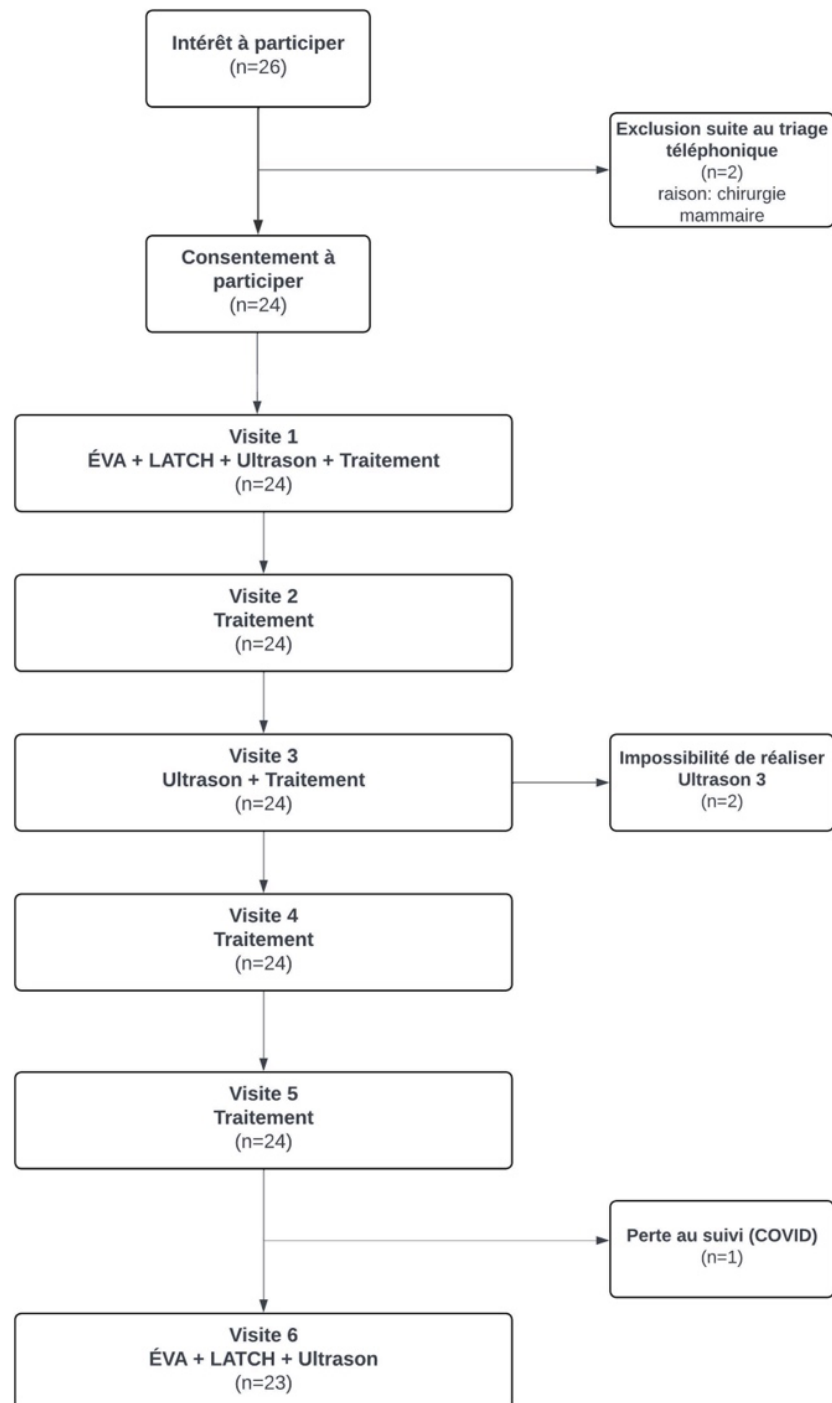 Intérêt à participer
(n=26)
Exclusion suite au triage
téléphonique
(n=2)
raison: chirurgie
mammaire
Consentement à
participer
(n=24)
Visite 1
ÉVA + LATCH + Ultrason + Traitement
(n=24)
Visite 2
Traitement
(n=24)
Visite 3
Ultrason + Traitement
(n=24)
Impossibilité de réaliser
Ultrason 3
(n=2)
Visite 4
Traitement
(n=24)
Visite 5
Traitement
(n=24)
Perte au suivi (COVID)
(n=1)
Visite 6
ÉVA + LATCH + Ultrason
(n=23)